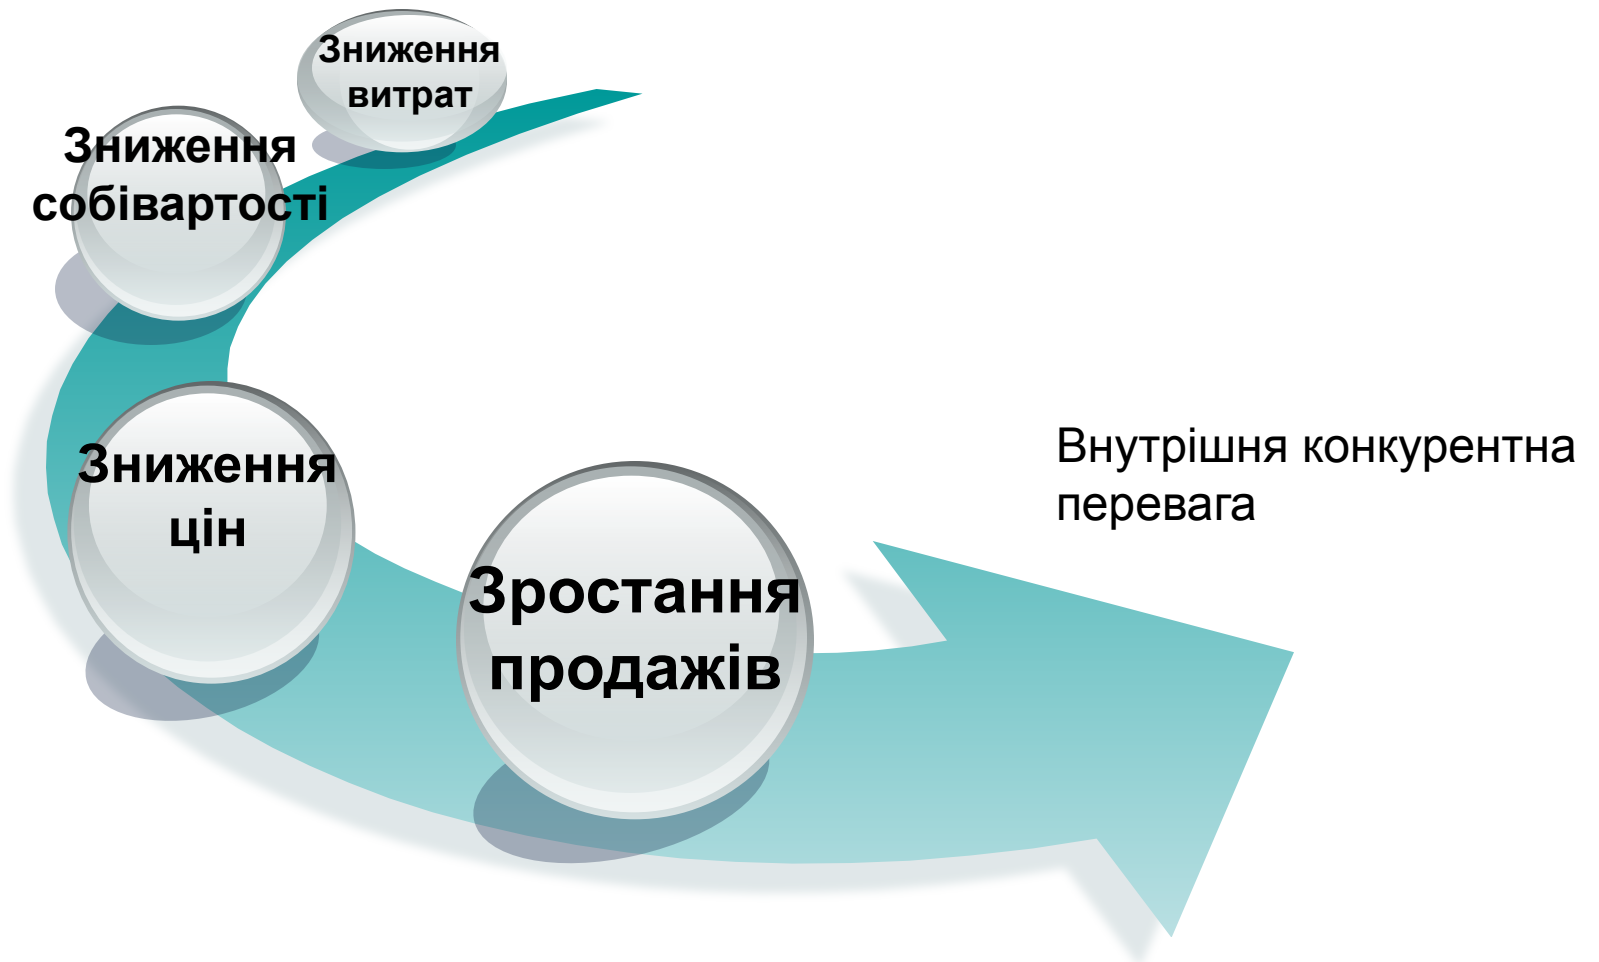 Зниження
витрат
Зниження
собівартості
Зниження
цін
Зростання
продажів
Внутрішня конкурентна
перевага